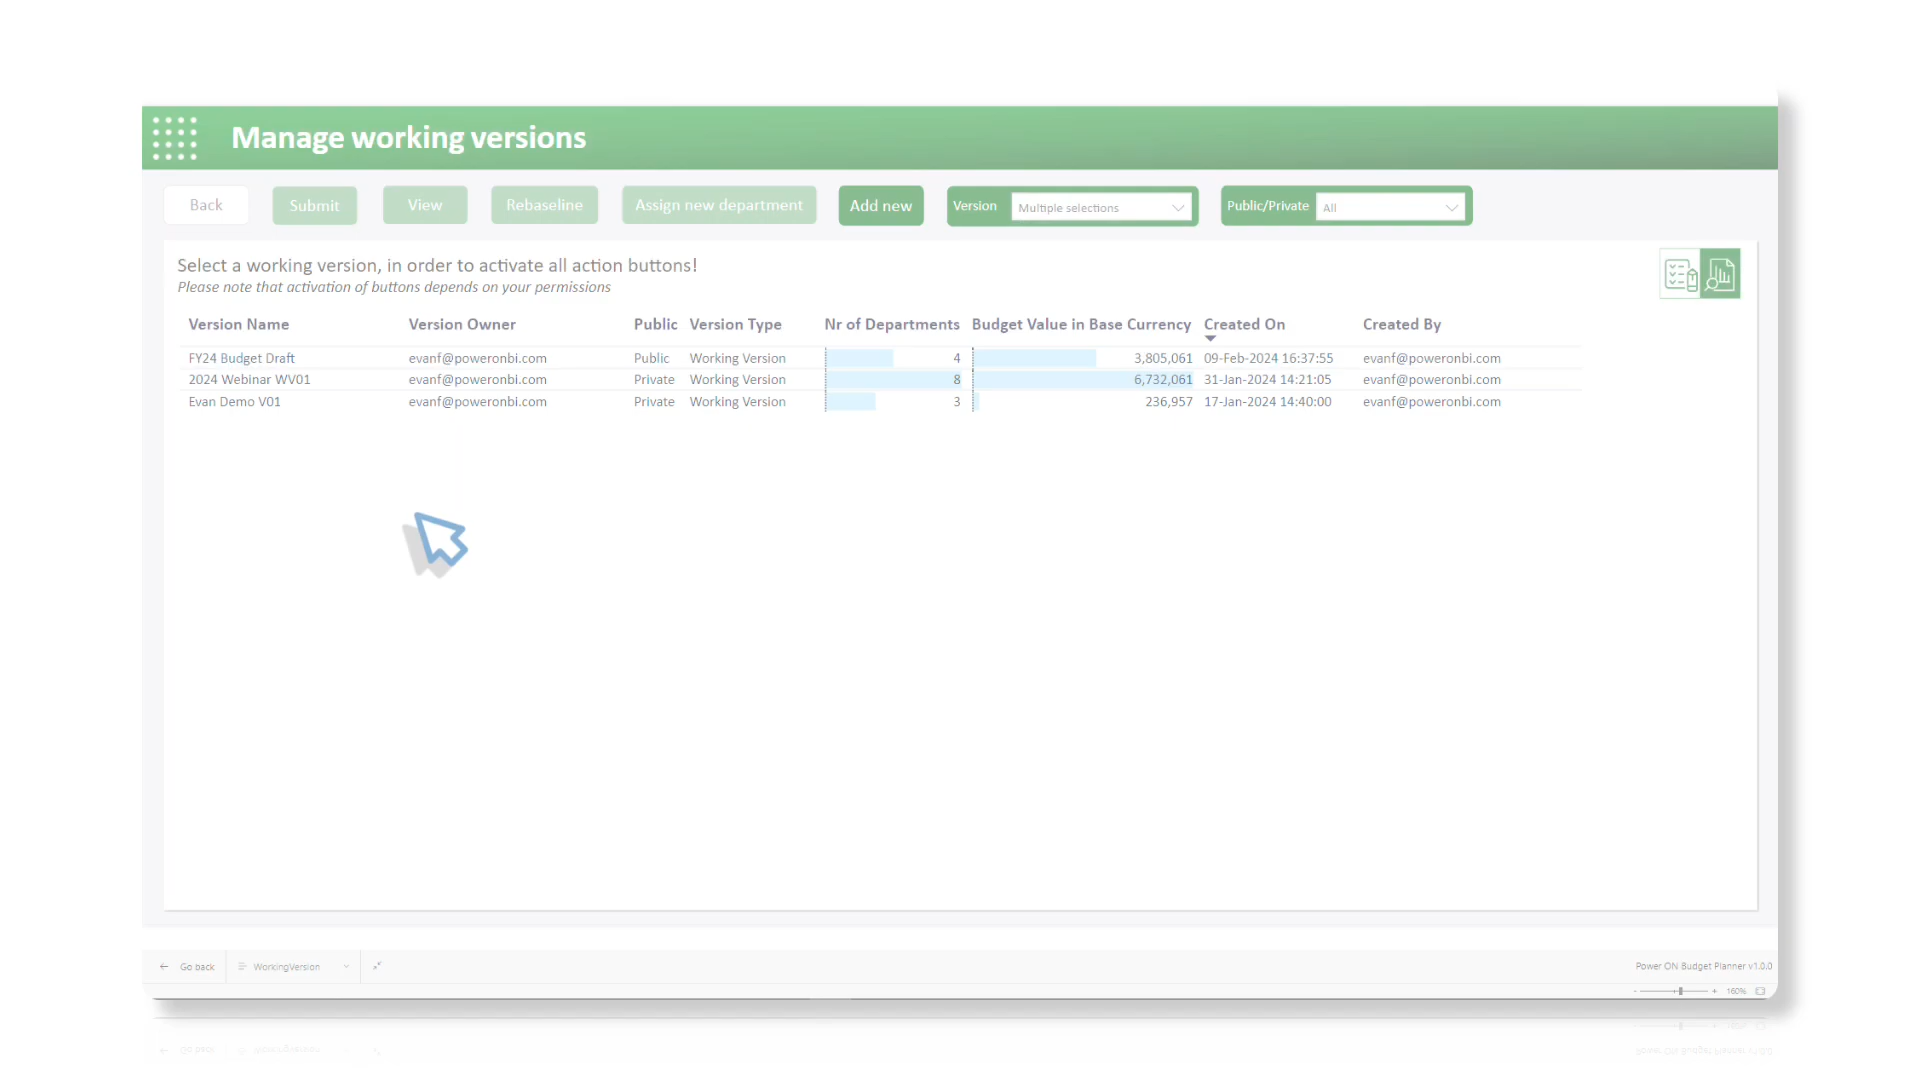 Manage working versions
Back Submit View Rebaseline Assign new department Add new Version Multiple selections Public/Private All
Select a working version, in order to activate all action buttons!
Please note that activation of buttons depends on your permissions
Version Name Version Owner Public Version Type Nr of Departments Budget Value in Base Currency Created On Created By
FY24 Budget Draft evanf@poweronbi.com Public Working Version 4 3,805,061 09-Feb-2024 16:37:55 evanf@poweronbi.com
2024 Webinar WV01 evanf@poweronbi.com Private Working Version 8 6,732,061 31-Jan-2024 14:21:05 evanf@poweronbi.com
Evan Demo V01 evanf@poweronbi.com Private Working Version 3 236,957 17-Jan-2024 14:40:00 evanf@poweronbi.com
Go back WorkingVersion Power ON Budget Planner v1.0.0
- + 160%